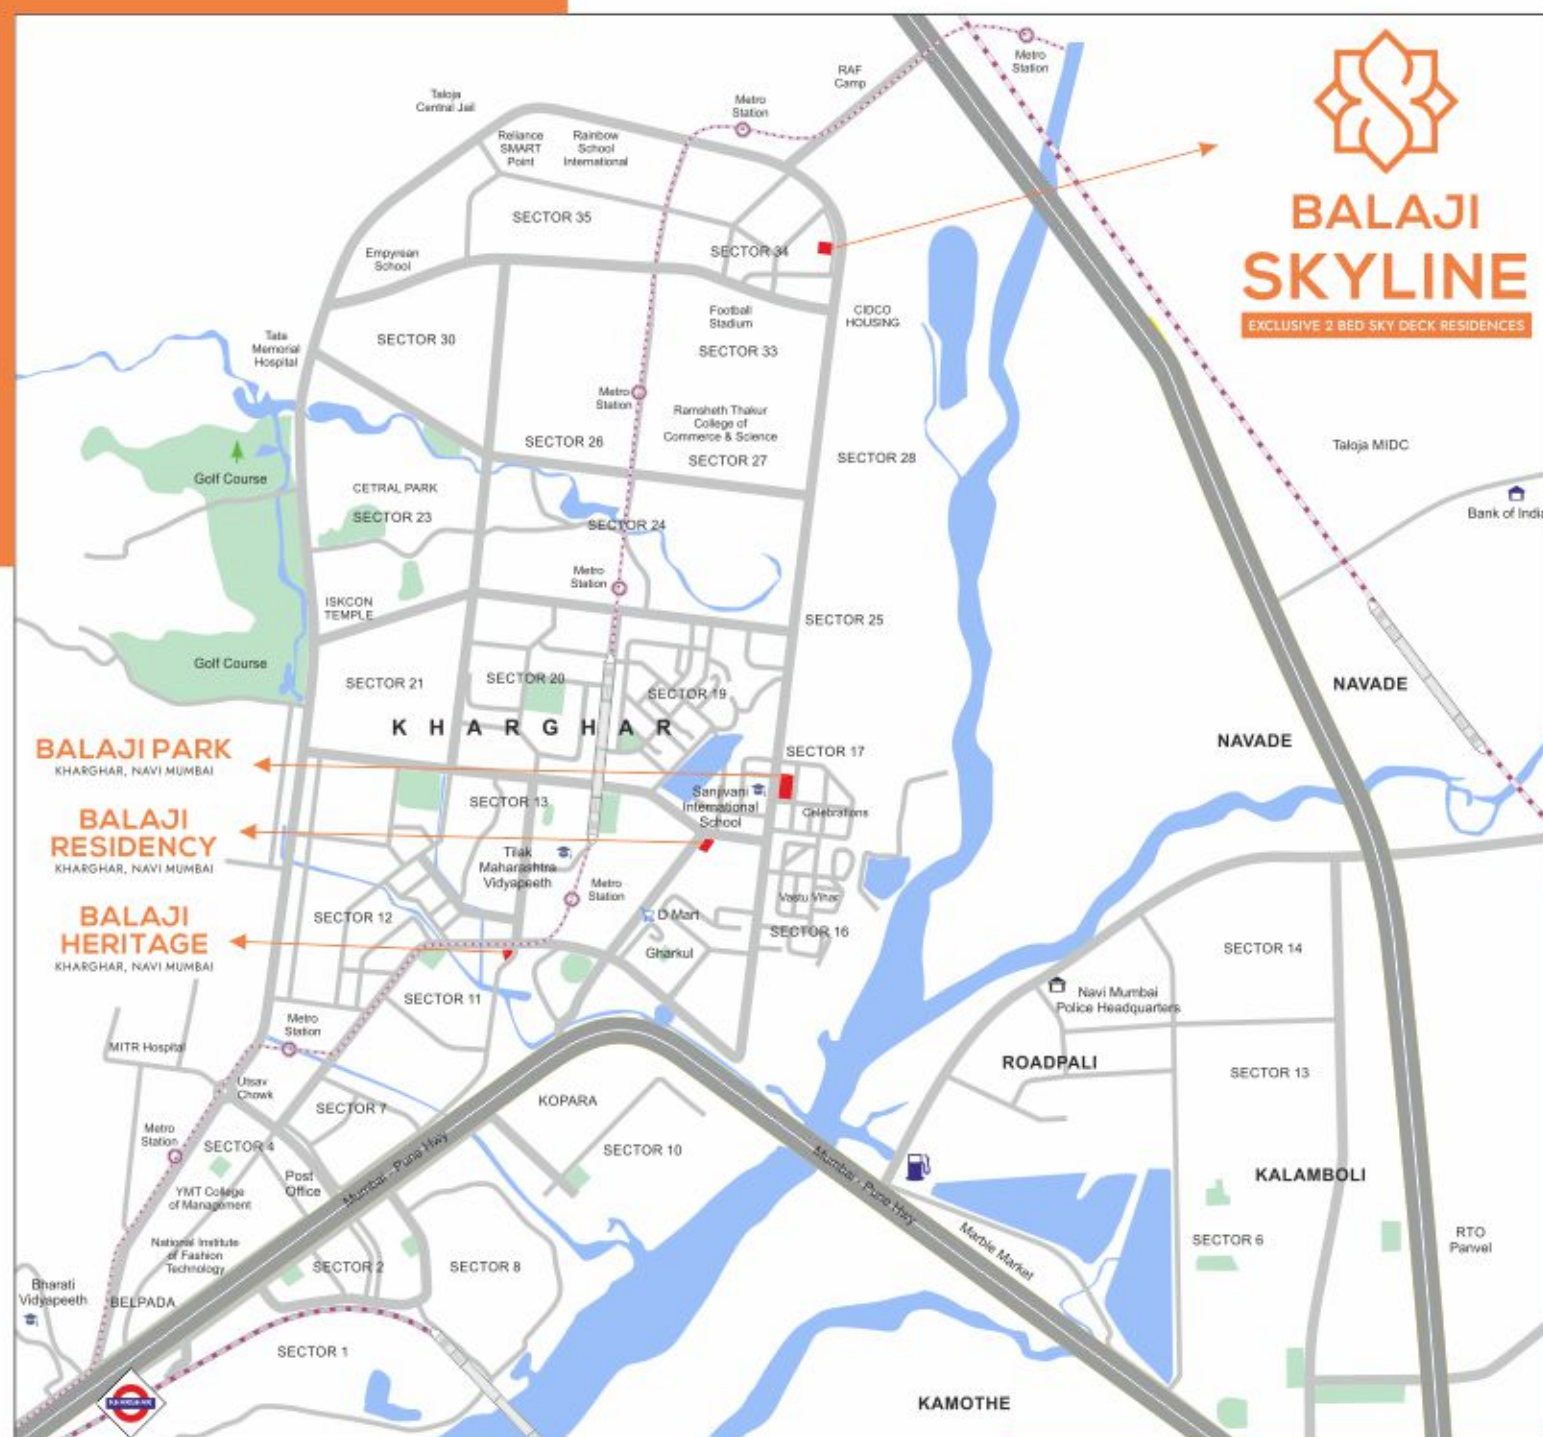 Metro
Station
RAF
Camp
Taloja
Central Jail
Metro
Station
Reliance
SMART
Point
Rainbow
School
International
BALAJI
SKYLINE
EXCLUSIVE 2 BED SKY DECK RESIDENCES
SECTOR 35
SECTOR 34
Empyrean
School
Football
Stadium
CIDCO
HOUSING
Tata
Memorial
Hospital
SECTOR 30
SECTOR 33
Metro
Station
Ramsheth Thakur
College of
Commerce & Science
SECTOR 26
SECTOR 27
SECTOR 28
Taloja MIDC
Golf Course
CETRAL PARK
SECTOR 23
SECTOR 24
Bank of India
Metro
Station
ISKCON
TEMPLE
SECTOR 25
Golf Course
SECTOR 21
SECTOR 20
SECTOR 19
NAVADE
KHARGHAR
NAVADE
BALAJI PARK
KHARGHAR, NAVI MUMBAI
SECTOR 17
Sanjivani
International
School
SECTOR 13
Celebrations
BALAJI
RESIDENCY
KHARGHAR, NAVI MUMBAI
Tilak
Maharashtra
Vidyapeeth
Metro
Station
Vastu Vihar
BALAJI
HERITAGE
KHARGHAR, NAVI MUMBAI
SECTOR 12
D Mart
SECTOR 16
Gharkul
SECTOR 14
SECTOR 11
Navi Mumbai
Police Headquarters
Metro
Station
MITR Hospital
ROADPALI
SECTOR 13
Utsav
Chowk
SECTOR 7
KOPARA
Metro
Station
SECTOR 4
SECTOR 10
Mumbai - Pune Hwy
Mumbai - Pune Hwy
KALAMBOLI
Post
Office
YMT College
of Management
National Institute
of Fashion
Technology
SECTOR 2
SECTOR 8
Marble Market
SECTOR 6
RTO
Panvel
Bharati
Vidyapeeth
BELPADA
SECTOR 1
KAMOTHE